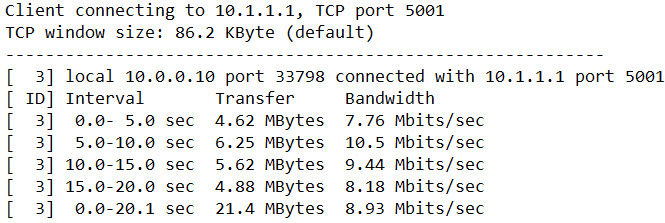 Client connecting to 10.1.1.1, TCP port 5001
TCP window size: 86.2 KByte (default)
------------------------------------------------------------
[  3] local 10.0.0.10 port 33798 connected with 10.1.1.1 port 5001
[ ID] Interval       Transfer     Bandwidth
[  3]  0.0- 5.0 sec  4.62 MBytes  7.76 Mbits/sec
[  3]  5.0-10.0 sec  6.25 MBytes  10.5 Mbits/sec
[  3] 10.0-15.0 sec  5.62 MBytes  9.44 Mbits/sec
[  3] 15.0-20.0 sec  4.88 MBytes  8.18 Mbits/sec
[  3]  0.0-20.1 sec  21.4 MBytes  8.93 Mbits/sec